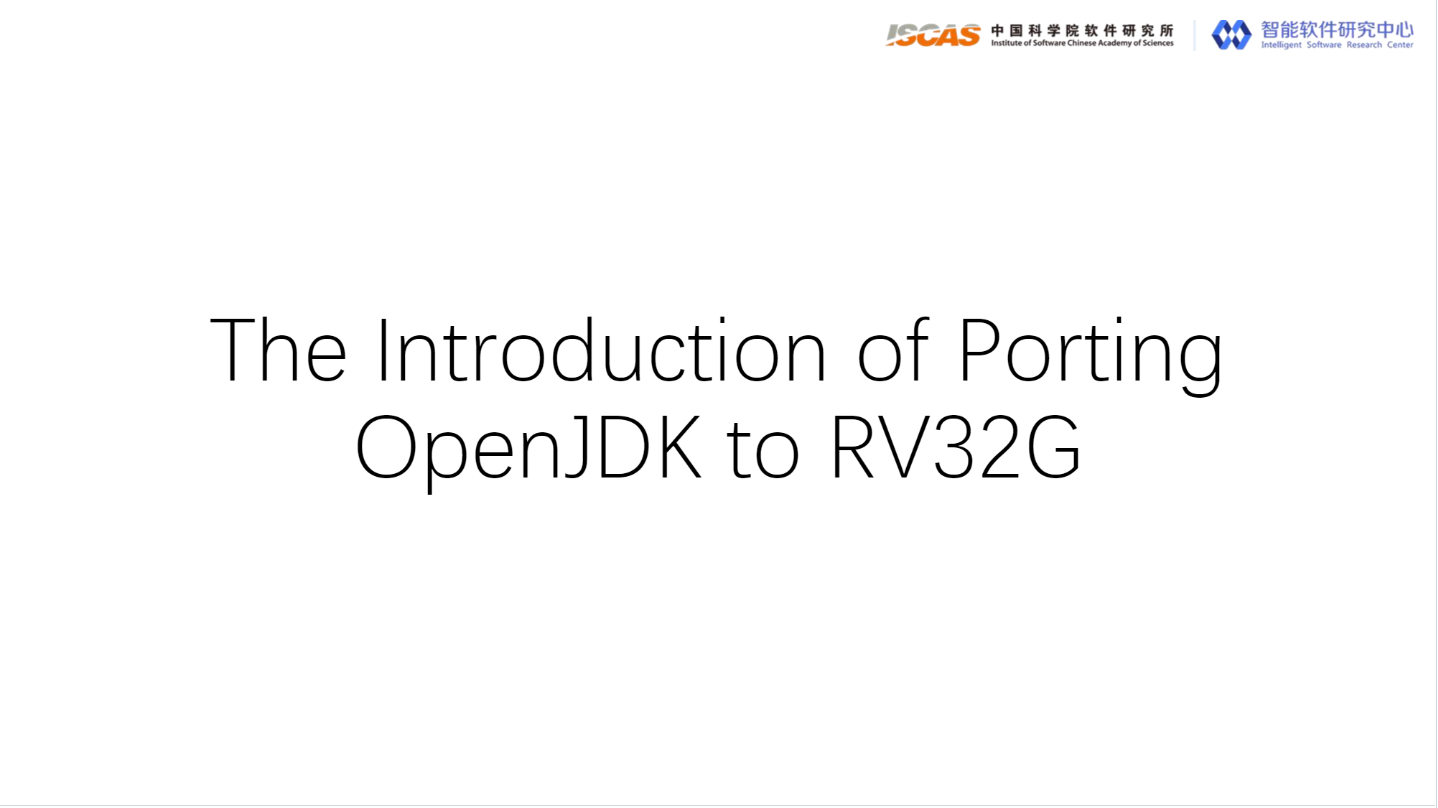 ISCAS 中国科学院软件研究所
Institute of Software Chinese Academy of Sciences
智能软件研究中心
Intelligent Software Research Center
The Introduction of Porting
OpenJDK to RV32G